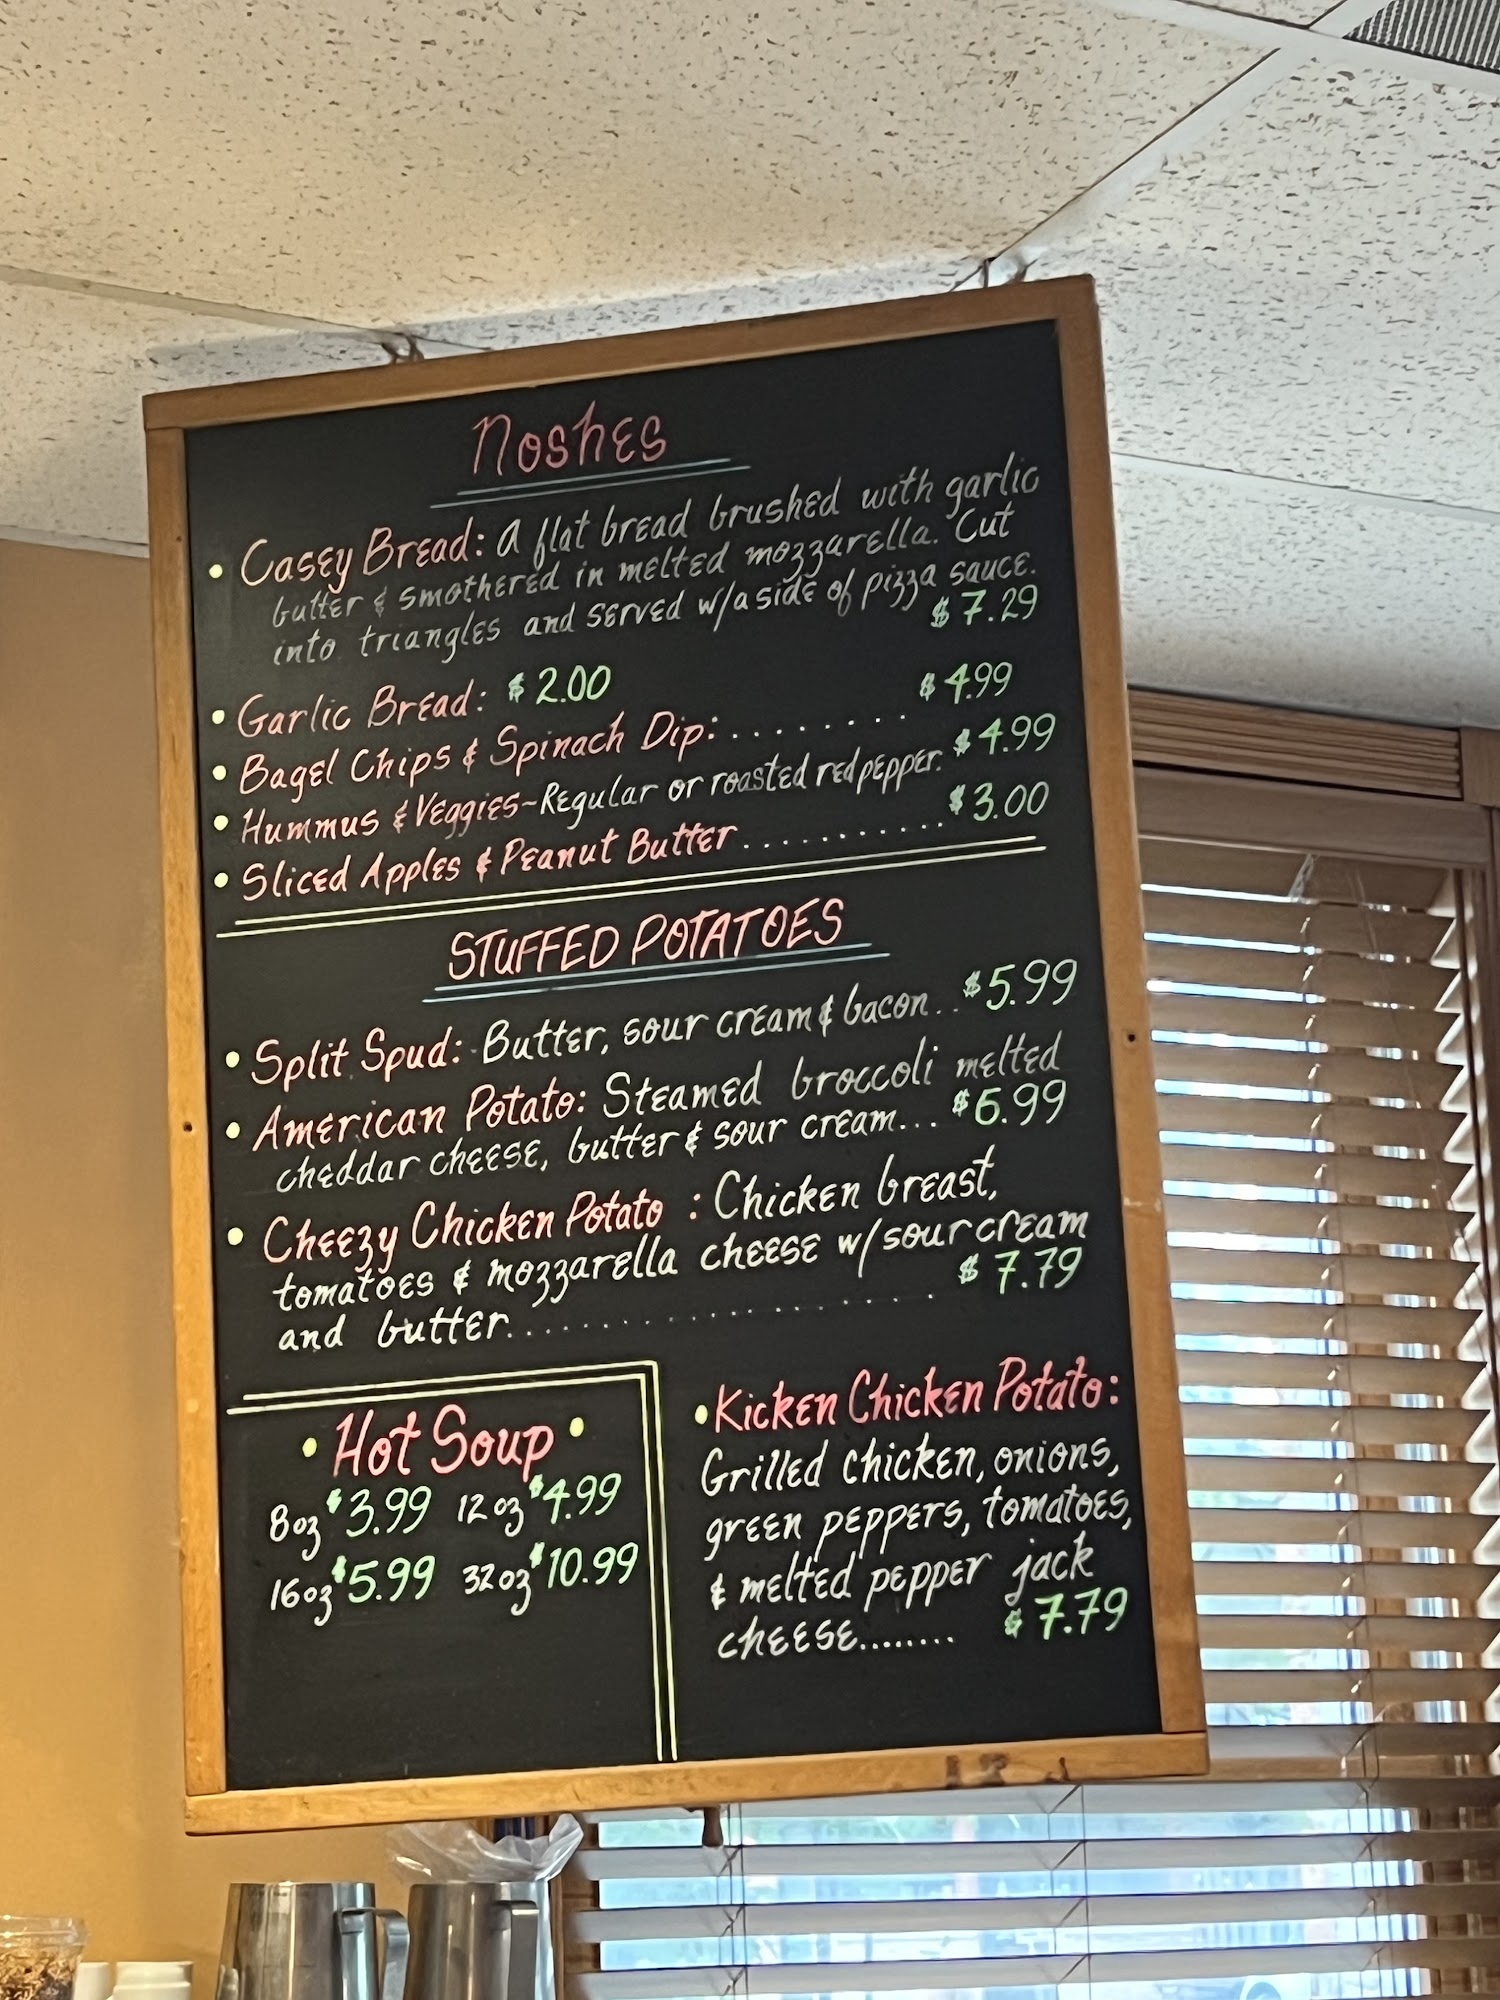 Noshes
• Casey Bread: A flat bread brushed with garlic
butter & smothered in melted mozzarella. Cut
into triangles and served w/a side of pizza sauce.
$7.29
• Garlic Bread: $2.00
• Bagel Chips & Spinach Dip:........ $4.99
• Hummus & Veggies~Regular or roasted red pepper. $4.99
• Sliced Apples & Peanut Butter........... $3.00
STUFFED POTATOES
• Split Spud: Butter, sour cream & bacon.. $5.99
• American Potato: Steamed broccoli melted
cheddar cheese, butter & sour cream... $6.99
• Cheezy Chicken Potato : Chicken breast,
tomatoes & mozzarella cheese w/sour cream
and butter.................. $7.79
• Hot Soup •
8oz $3.99 12oz $4.99
16oz $5.99 32oz $10.99
• Kicken Chicken Potato:
Grilled chicken, onions,
green peppers, tomatoes,
& melted pepper jack
cheese........ $7.79